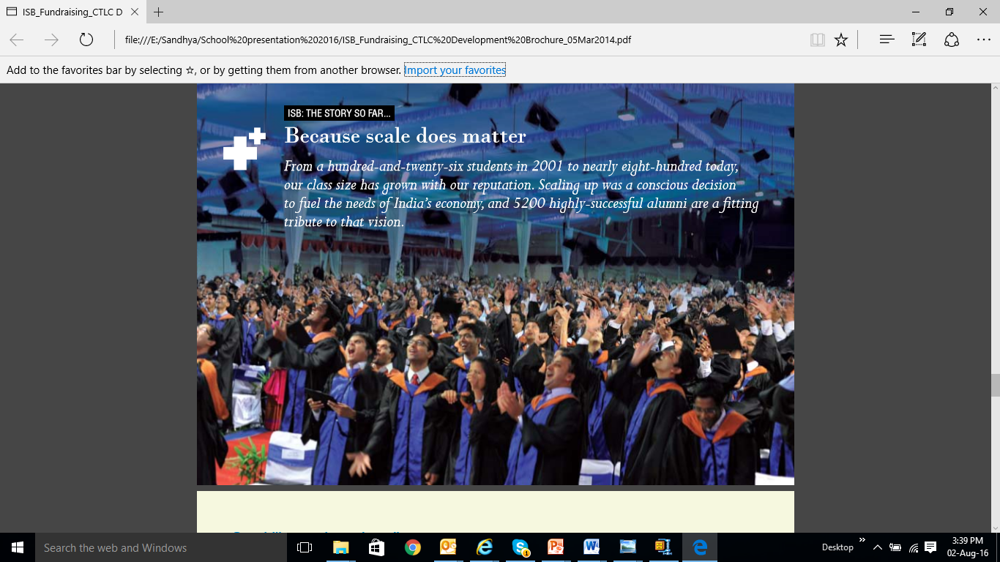 ISB_Fundraising_CTLC D
file:///E:/Sandhya/School%20presentation%202016/ISB_Fundraising_CTLC%20Development%20Brochure_05Mar2014.pdf
Add to the favorites bar by selecting ☆, or by getting them from another browser. Import your favorites
ISB: THE STORY SO FAR...
Because scale does matter
From a hundred-and-twenty-six students in 2001 to nearly eight-hundred today,
our class size has grown with our reputation. Scaling up was a conscious decision
to fuel the needs of India's economy, and 5200 highly-successful alumni are a fitting
tribute to that vision.
Search the web and Windows
1
Desktop
3:39 PM
02-Aug-16